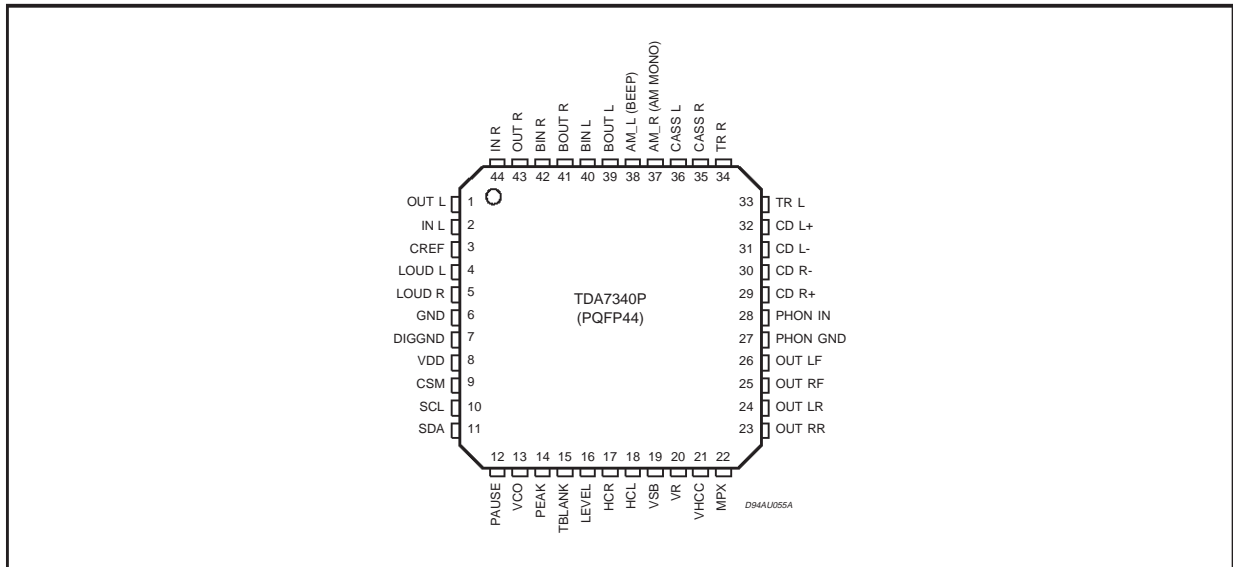 IN R
OUT R
BIN R
BOUT R
BIN L
BOUT L
AM_L (BEEP)
AM_R (AM MONO)
CASS L
CASS R
TR R
44 43 42 41 40 39 38 37 36 35 34
OUT L 1
IN L 2
CREF 3
LOUD L 4
LOUD R 5
GND 6
DIGGND 7
VDD 8
CSM 9
SCL 10
SDA 11
TDA7340P
(PQFP44)
33 TR L
32 CD L+
31 CD L-
30 CD R-
29 CD R+
28 PHON IN
27 PHON GND
26 OUT LF
25 OUT RF
24 OUT LR
23 OUT RR
12 13 14 15 16 17 18 19 20 21 22
PAUSE
VCO
PEAK
TBLANK
LEVEL
HCR
HCL
VSB
VR
VHCC
MPX
D94AU055A